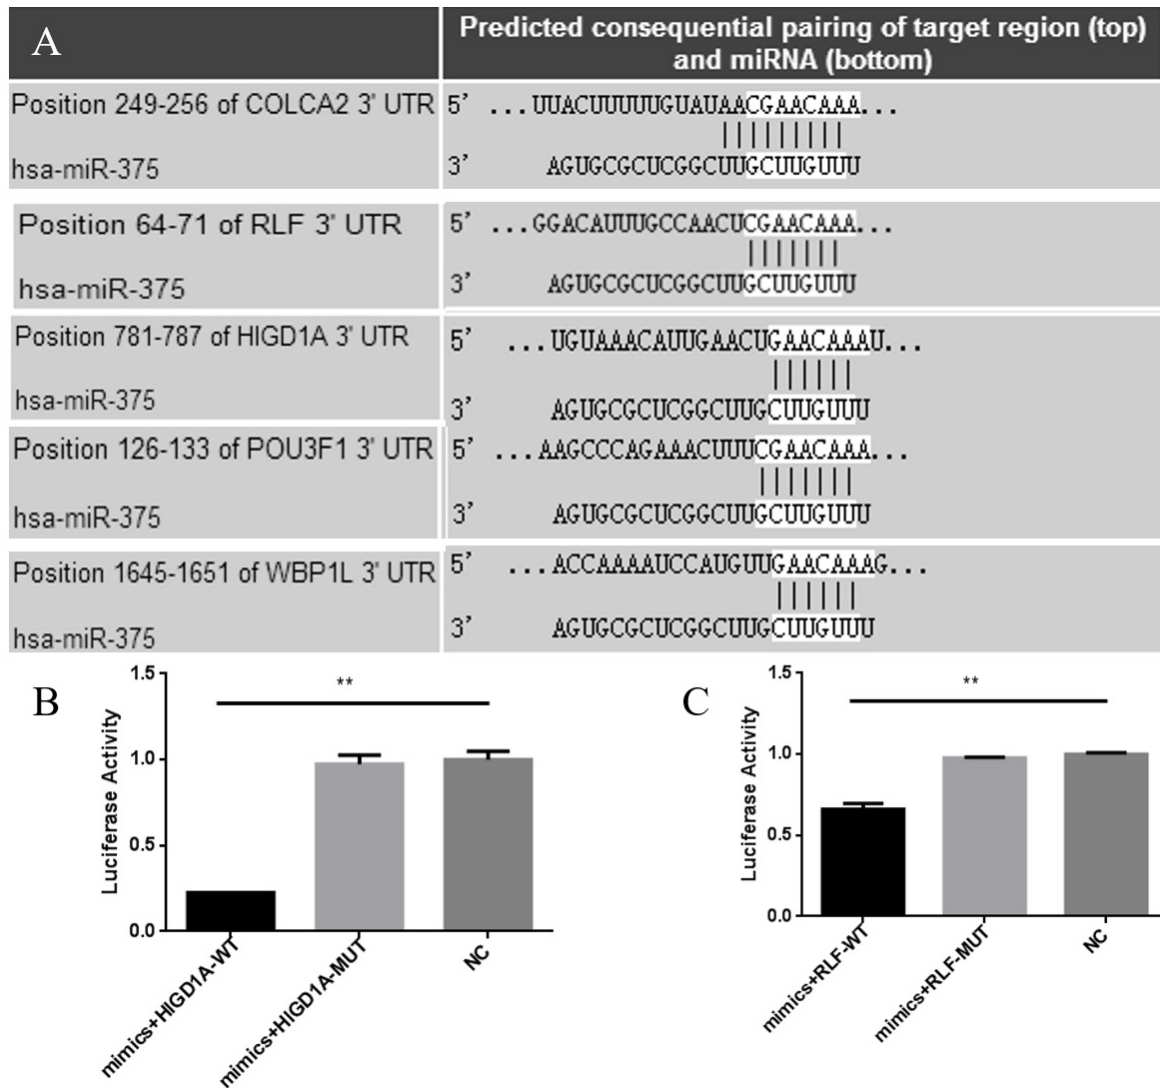 A
Predicted consequential pairing of target region (top)
and miRNA (bottom)
Position 249-256 of COLCA2 3' UTR
5' ...UUACUUUUUGUAUAACGAACAAA...
hsa-miR-375
3' AGUGCGCUCGGCUUGCUUGUUU
Position 64-71 of RLF 3' UTR
5' ...GGACAUUUGCCAACUCGAACAAA...
hsa-miR-375
3' AGUGCGCUCGGCUUGCUUGUUU
Position 781-787 of HIGD1A 3' UTR
5' ...UGUAAACAUUGAACUGAACAAAU...
hsa-miR-375
3' AGUGCGCUCGGCUUGCUUGUUU
Position 126-133 of POU3F1 3' UTR
5' ...AAGCCCAGAAACUUUCGAACAAA...
hsa-miR-375
3' AGUGCGCUCGGCUUGCUUGUUU
Position 1645-1651 of WBP1L 3' UTR
5' ...ACCAAAAUCCAUGUUGAACAAAG...
hsa-miR-375
3' AGUGCGCUCGGCUUGCUUGUUU
B
Luciferase Activity
1.5
1.0
0.5
0.0
**
mimics+HIGD1A-WT
mimics+HIGD1A-MUT
NC
C
Luciferase Activity
1.5
1.0
0.5
0.0
**
mimics+RLF-WT
mimics+RLF-MUT
NC